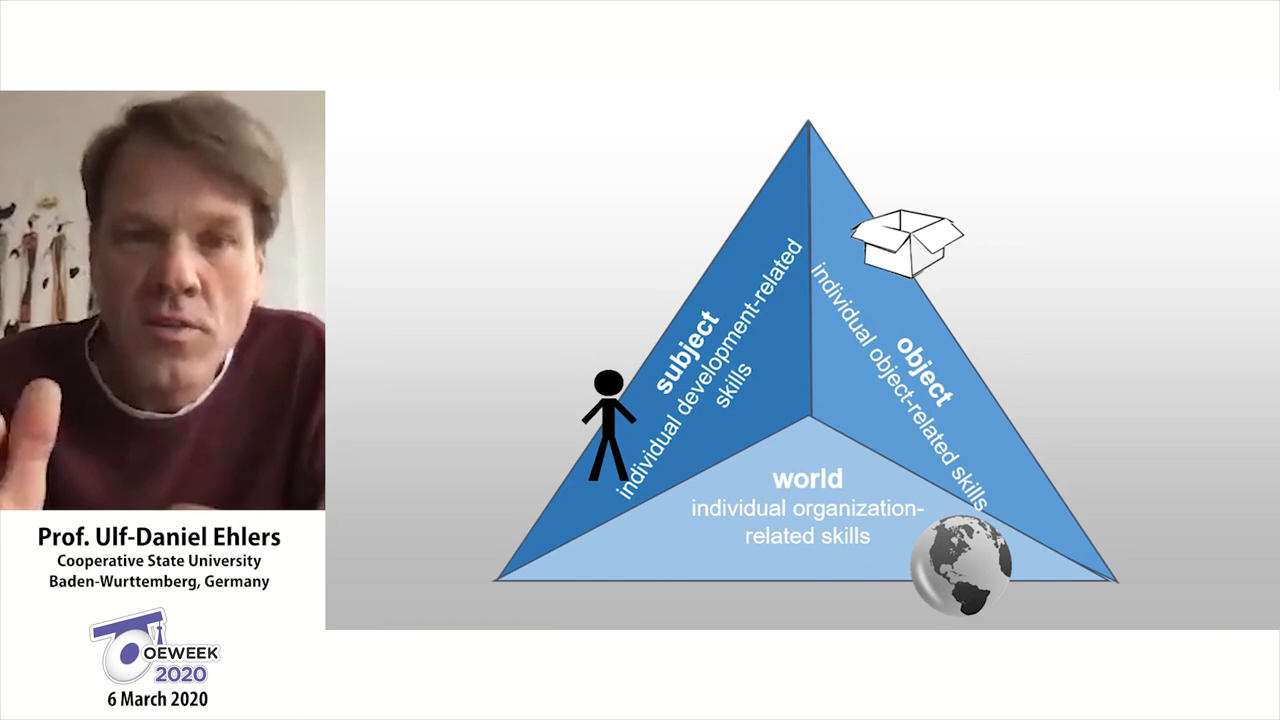 Prof. Ulf-Daniel Ehlers
Cooperative State University
Baden-Wurttemberg, Germany
OEWEEK
2020
6 March 2020
subject
individual development-related
skills
object
individual object-related skills
world
individual organization-
related skills